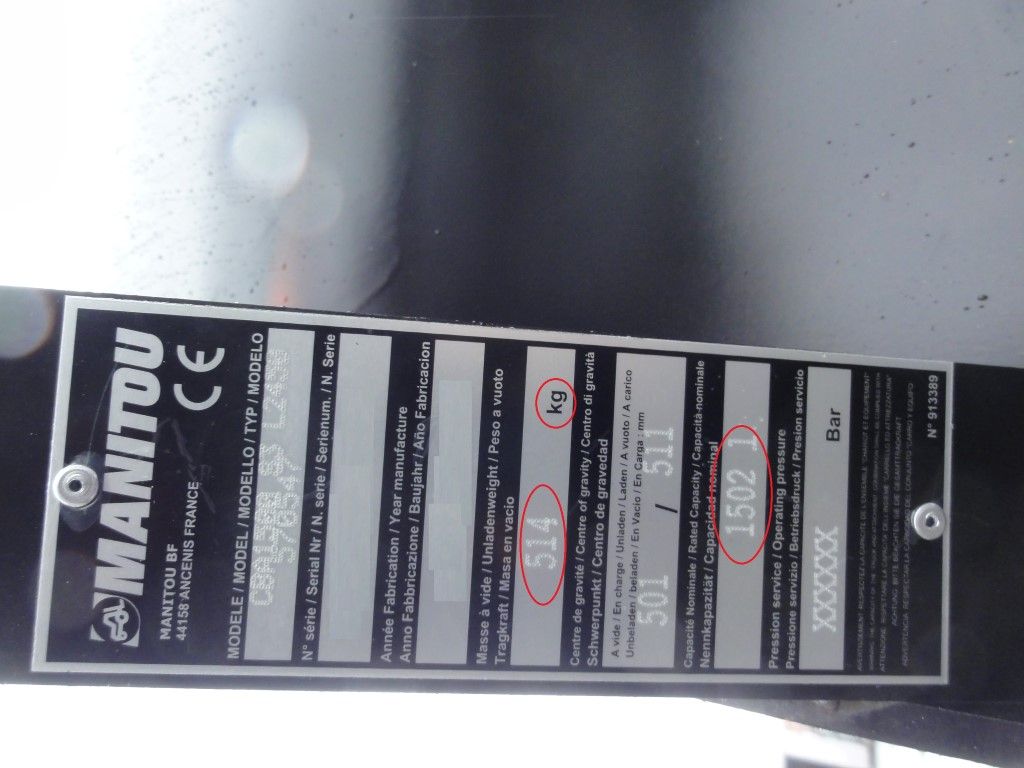 MANITOU
MANITOU BF
44158 ANCENIS FRANCE
CE
MODELE / MODEL / MODELLO / TYP / MODELO
N° série / Serial Nr / N. série / Serienum. / N. Serie
Année Fabrication / Year manufacture
Anno Fabbricazione / Baujahr / Año Fabricacion
Masse à vide / Unladenweight / Peso a vuoto
Tragkraft / Masa en vacio
514 kg
Centre de gravité / Centre of gravity / Centro di gravità
Schwerpunkt / Centro de gravedad
A vide / En charge / Unladen / Laden / A vuoto / A carico
Unbeladen / beladen / En Vacio / En Carga : mm
501 / 511
Capacité Nominale / Rated Capacity / Capacità nominale
Nennkapazität / Capacidad nominal
1502 l
Pression service / Operating pressure
Pressione servizio / Betriebsdruck / Presion servicio
XXXXXX Bar
N° 913389